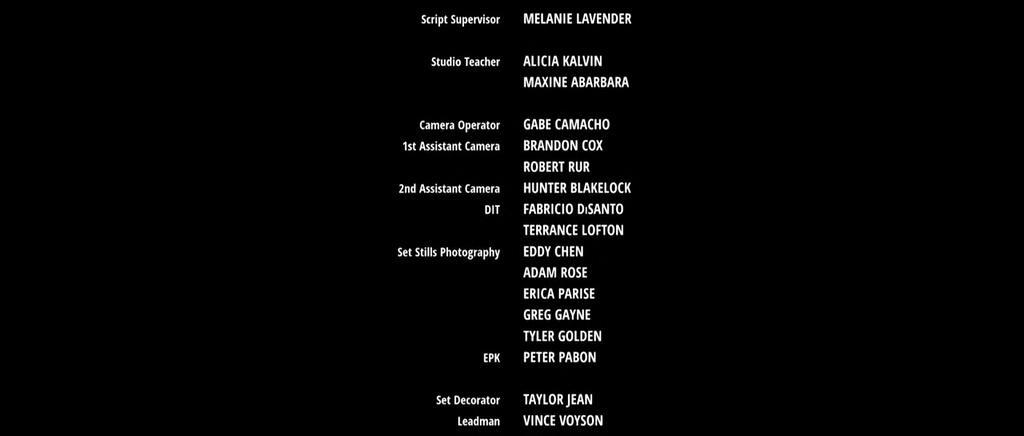 Script Supervisor MELANIE LAVENDER
Studio Teacher ALICIA KALVIN
MAXINE ABARBARA
Camera Operator GABE CAMACHO
1st Assistant Camera BRANDON COX
ROBERT RUR
2nd Assistant Camera HUNTER BLAKELOCK
DIT FABRICIO DiSANTO
TERRANCE LOFTON
Set Stills Photography EDDY CHEN
ADAM ROSE
ERICA PARISE
GREG GAYNE
TYLER GOLDEN
EPK PETER PABON
Set Decorator TAYLOR JEAN
Leadman VINCE VOYSON